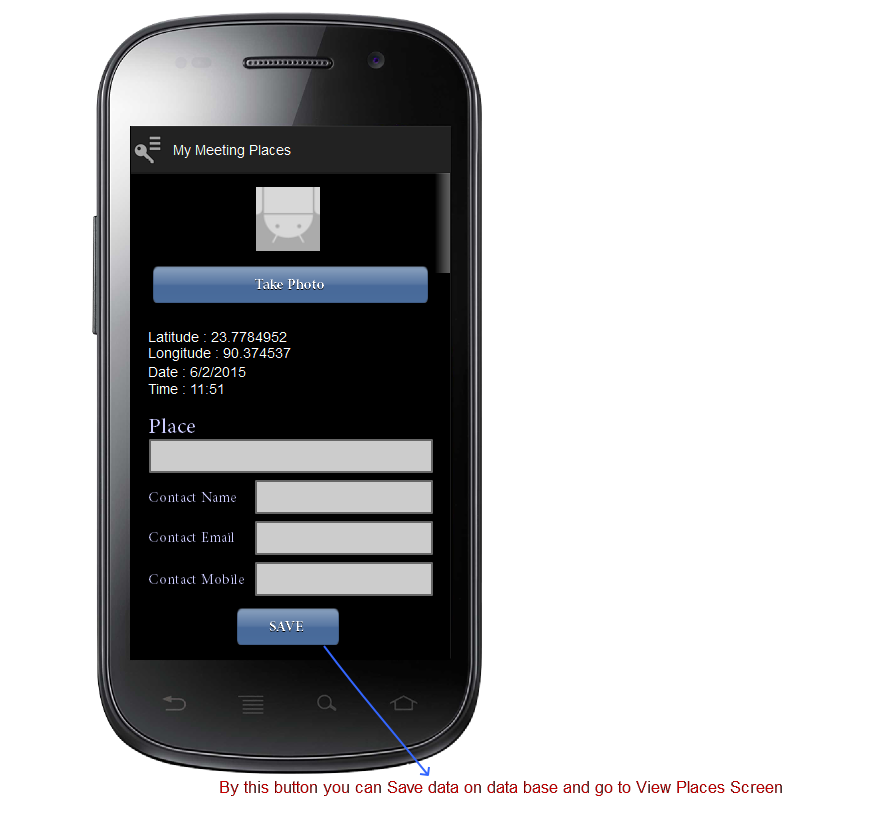 My Meeting Places
Take Photo
Latitude : 23.7784952
Longitude : 90.374537
Date : 6/2/2015
Time : 11:51
Place
Contact Name
Contact Email
Contact Mobile
SAVE
By this button you can Save data on data base and go to View Places Screen